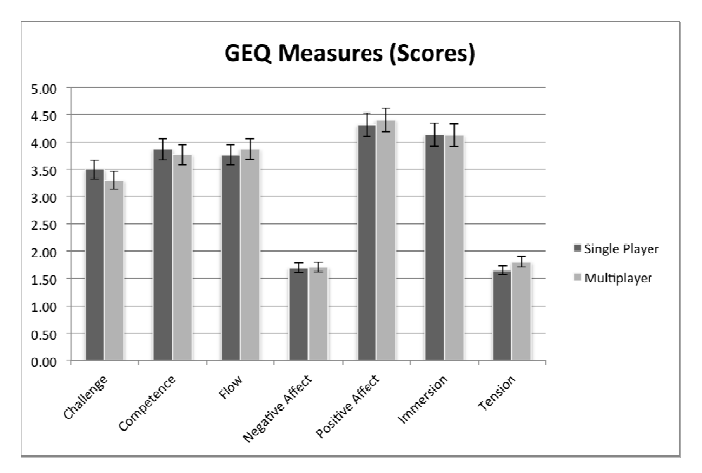 GEQ Measures (Scores)
5.00
4.50
4.00
3.50
3.00
2.50
2.00
1.50
1.00
0.50
0.00
Challenge
Competence
Flow
Negative Affect
Positive Affect
Immersion
Tension
Single Player
Multiplayer